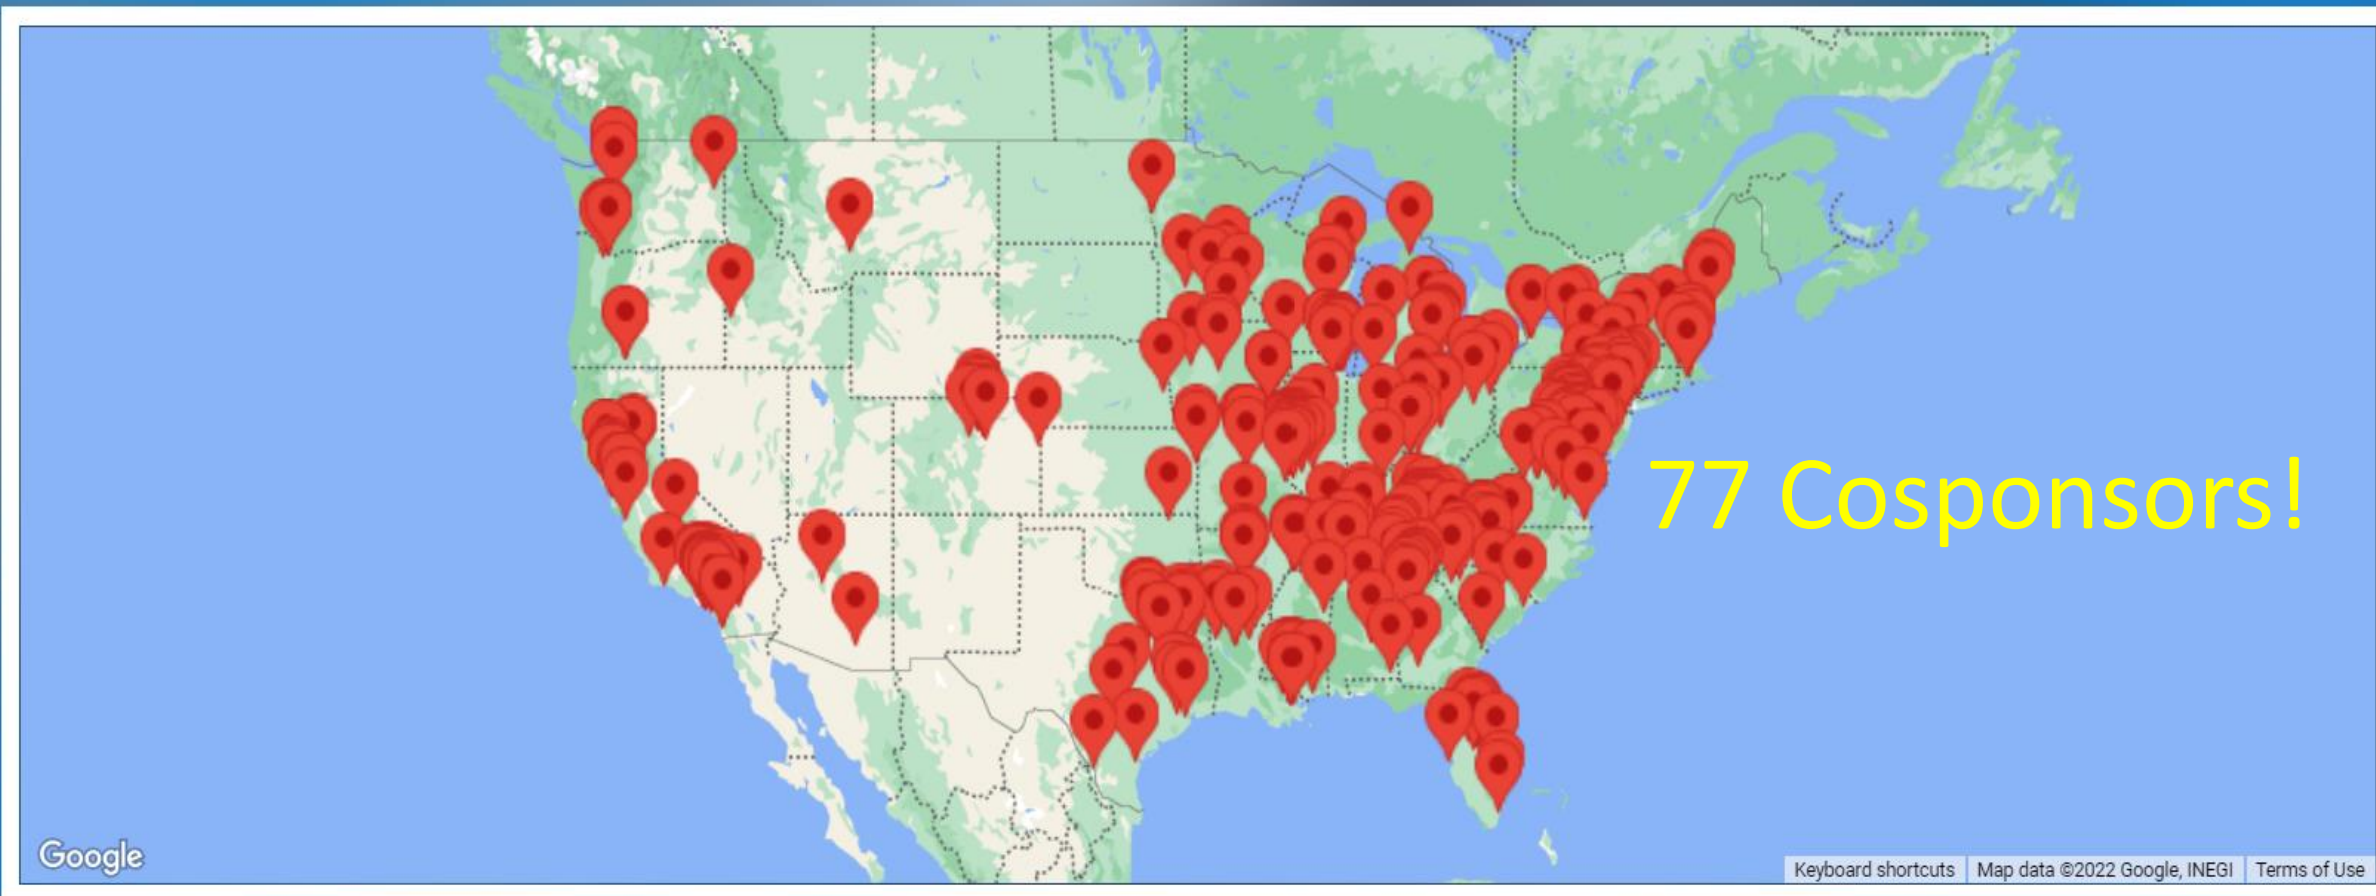 77 Cosponsors!
Google
Keyboard shortcuts
Map data ©2022 Google, INEGI
Terms of Use